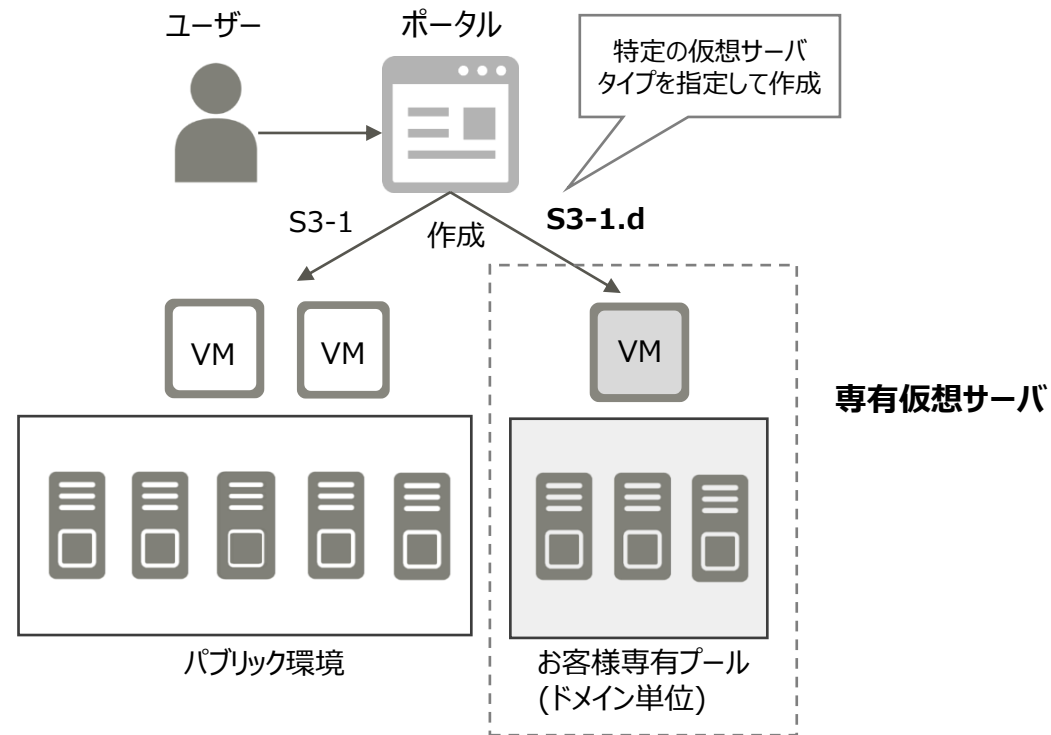 ユーザー
ポータル
特定の仮想サーバ
タイプを指定して作成
S3-1
作成
S3-1.d
VM
VM
VM
専有仮想サーバ
パブリック環境
お客様専有プール
(ドメイン単位)